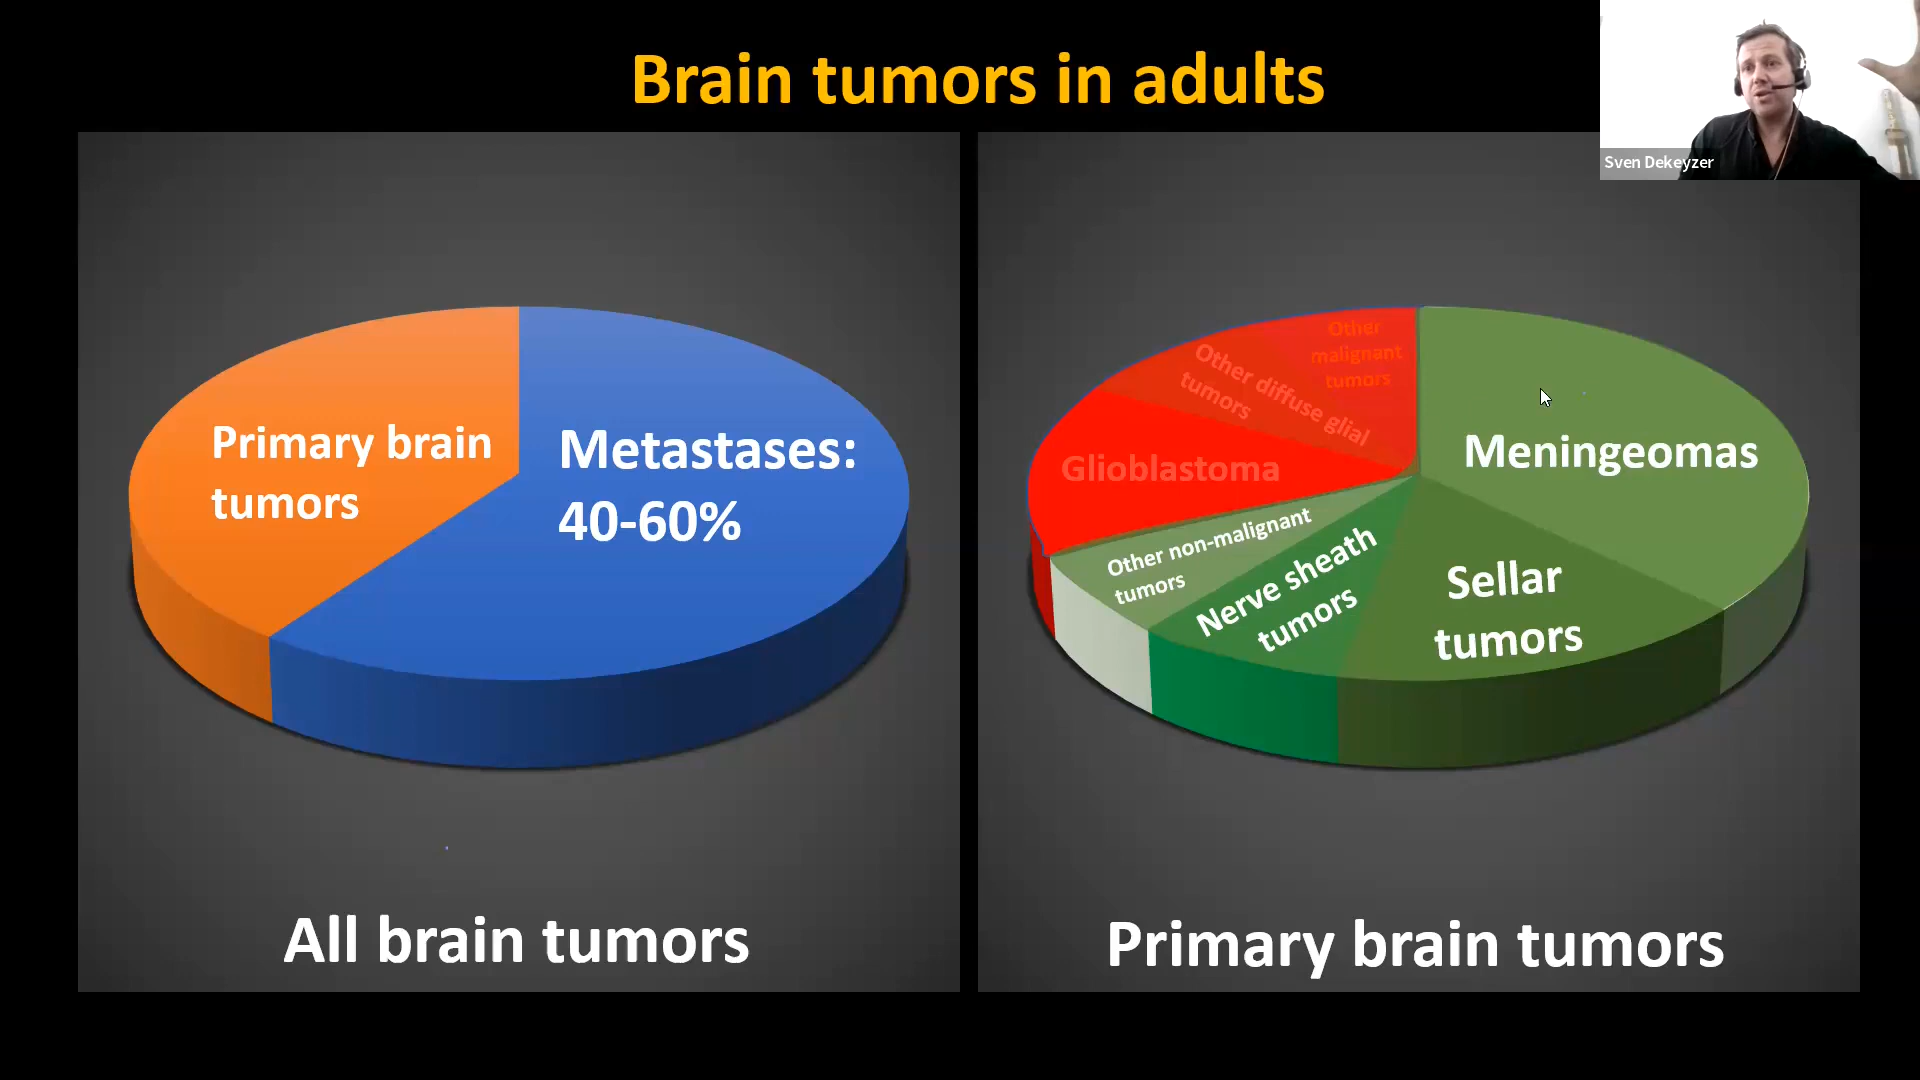 Brain tumors in adults
Sven Dekeyzer
Primary brain
tumors
Metastases:
40-60%
All brain tumors
Other
malignant
tumors
Other diffuse glial
tumors
Glioblastoma
Meningeomas
Other non-malignant
tumors
Nerve sheath
tumors
Sellar
tumors
Primary brain tumors